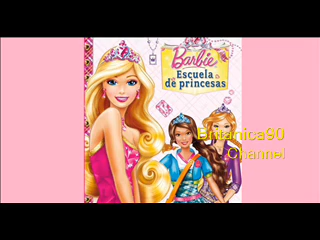 Barbie
Escuela
de princesas
Britanica90
Channel